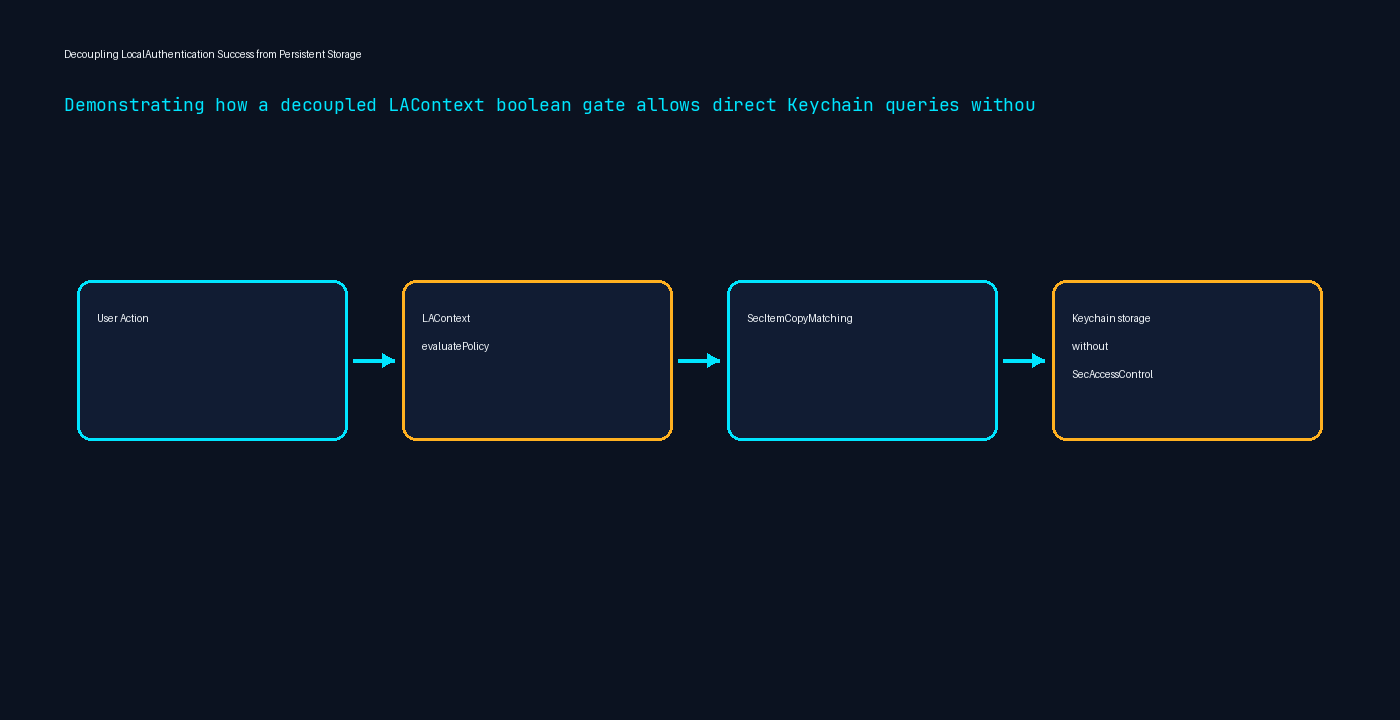 Decoupling LocalAuthentication Success from Persistent Storage
Demonstrating how a decoupled LAContext boolean gate allows direct Keychain queries withou
User Action
LAContext
evaluatePolicy
SecItemCopyMatching
Keychain storage
without
SecAccessControl